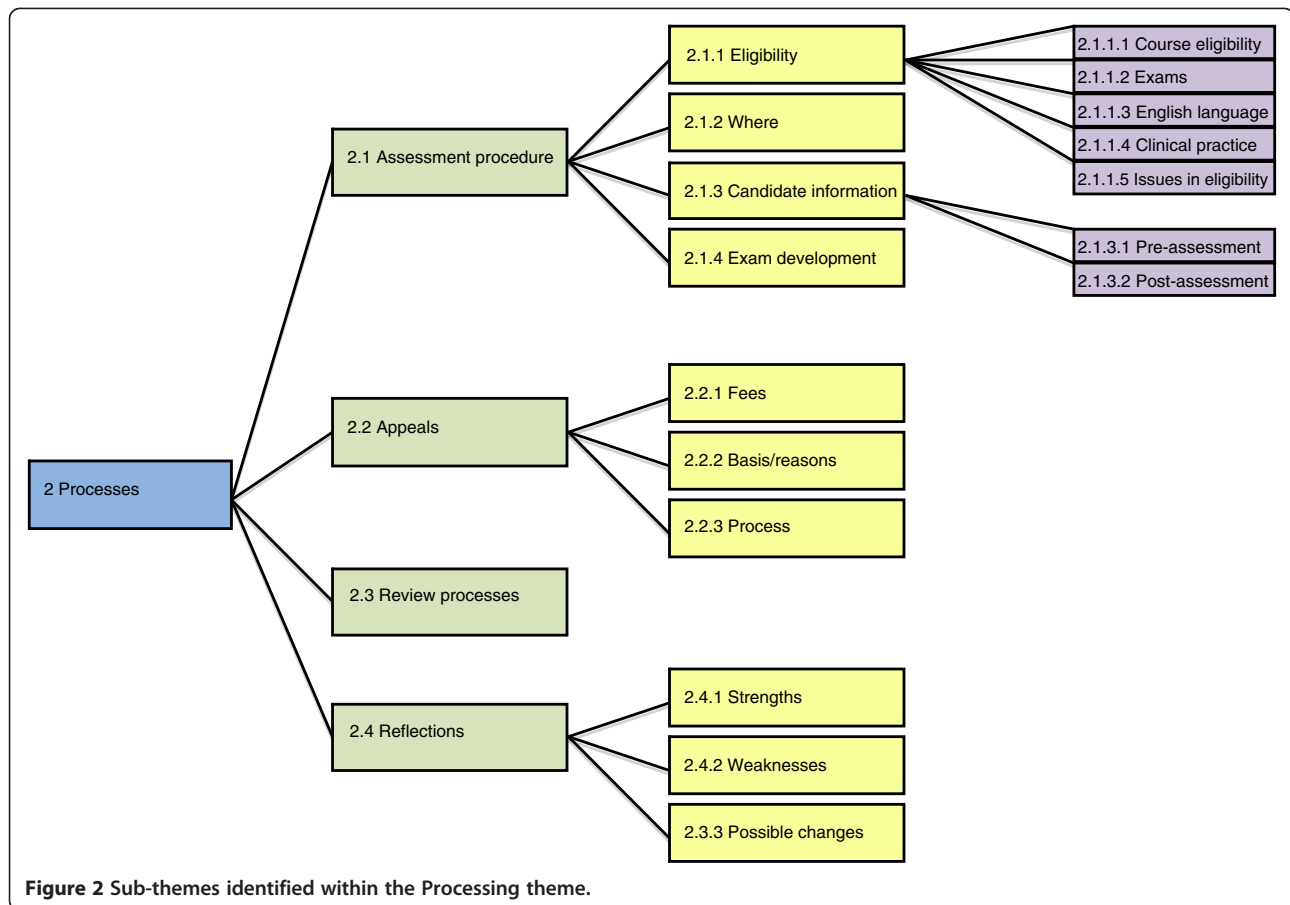 2 Processes
2.1 Assessment procedure
2.1.1 Eligibility
2.1.1.1 Course eligibility
2.1.1.2 Exams
2.1.1.3 English language
2.1.1.4 Clinical practice
2.1.1.5 Issues in eligibility
2.1.2 Where
2.1.3 Candidate information
2.1.3.1 Pre-assessment
2.1.3.2 Post-assessment
2.1.4 Exam development
2.2 Appeals
2.2.1 Fees
2.2.2 Basis/reasons
2.2.3 Process
2.3 Review processes
2.4 Reflections
2.4.1 Strengths
2.4.2 Weaknesses
2.3.3 Possible changes
Figure 2 Sub-themes identified within the Processing theme.